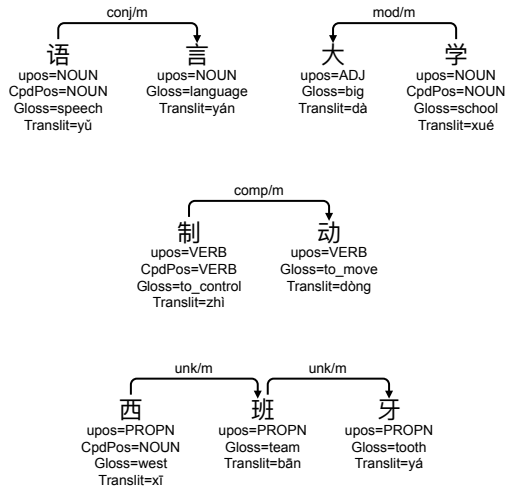 conj/m
语 言
upos=NOUN upos=NOUN
CpdPos=NOUN Gloss=language
Gloss=speech Translit=yán
Translit=yǔ
mod/m
大 学
upos=ADJ upos=NOUN
Gloss=big CpdPos=NOUN
Translit=dà Gloss=school
Translit=xué
comp/m
制 动
upos=VERB upos=VERB
CpdPos=VERB Gloss=to_move
Gloss=to_control Translit=dòng
Translit=zhì
unk/m unk/m
西 班 牙
upos=PROPN upos=PROPN upos=PROPN
CpdPos=NOUN Gloss=team Gloss=tooth
Gloss=west Translit=bān Translit=yá
Translit=xī